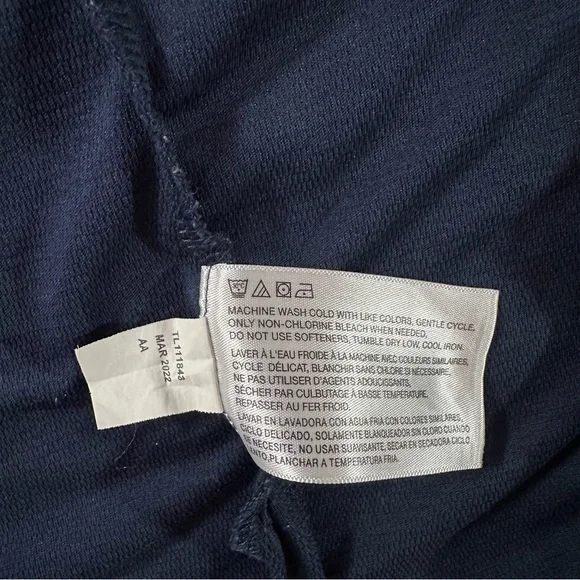 30°C
MACHINE WASH COLD WITH LIKE COLORS, GENTLE CYCLE,
ONLY NON-CHLORINE BLEACH WHEN NEEDED,
DO NOT USE SOFTENERS, TUMBLE DRY LOW, COOL IRON.
LAVER À L'EAU FROIDE À LA MACHINE AVEC COULEURS SIMILAIRES,
CYCLE DÉLICAT, BLANCHIR SANS CHLORE SI NÉCESSAIRE.
NE PAS UTILISER D'AGENTS ADOUCISSANTS.
SÉCHER PAR CULBUTAGE À BASSE TEMPÉRATURE.
REPASSER AU FER FROID.
LAVAR EN LAVADORA CON AGUA FRIA CON COLORES SIMILARES,
CICLO DELICADO, SOLAMENTE BLANQUEADOR SIN CLORO CUANDO
NECESITE, NO USAR SUAVISANTE, SECAR EN SECADORA CICLO
PLANCHAR A TEMPERATURA FRIA.
TL111843
MAR 2022
AA